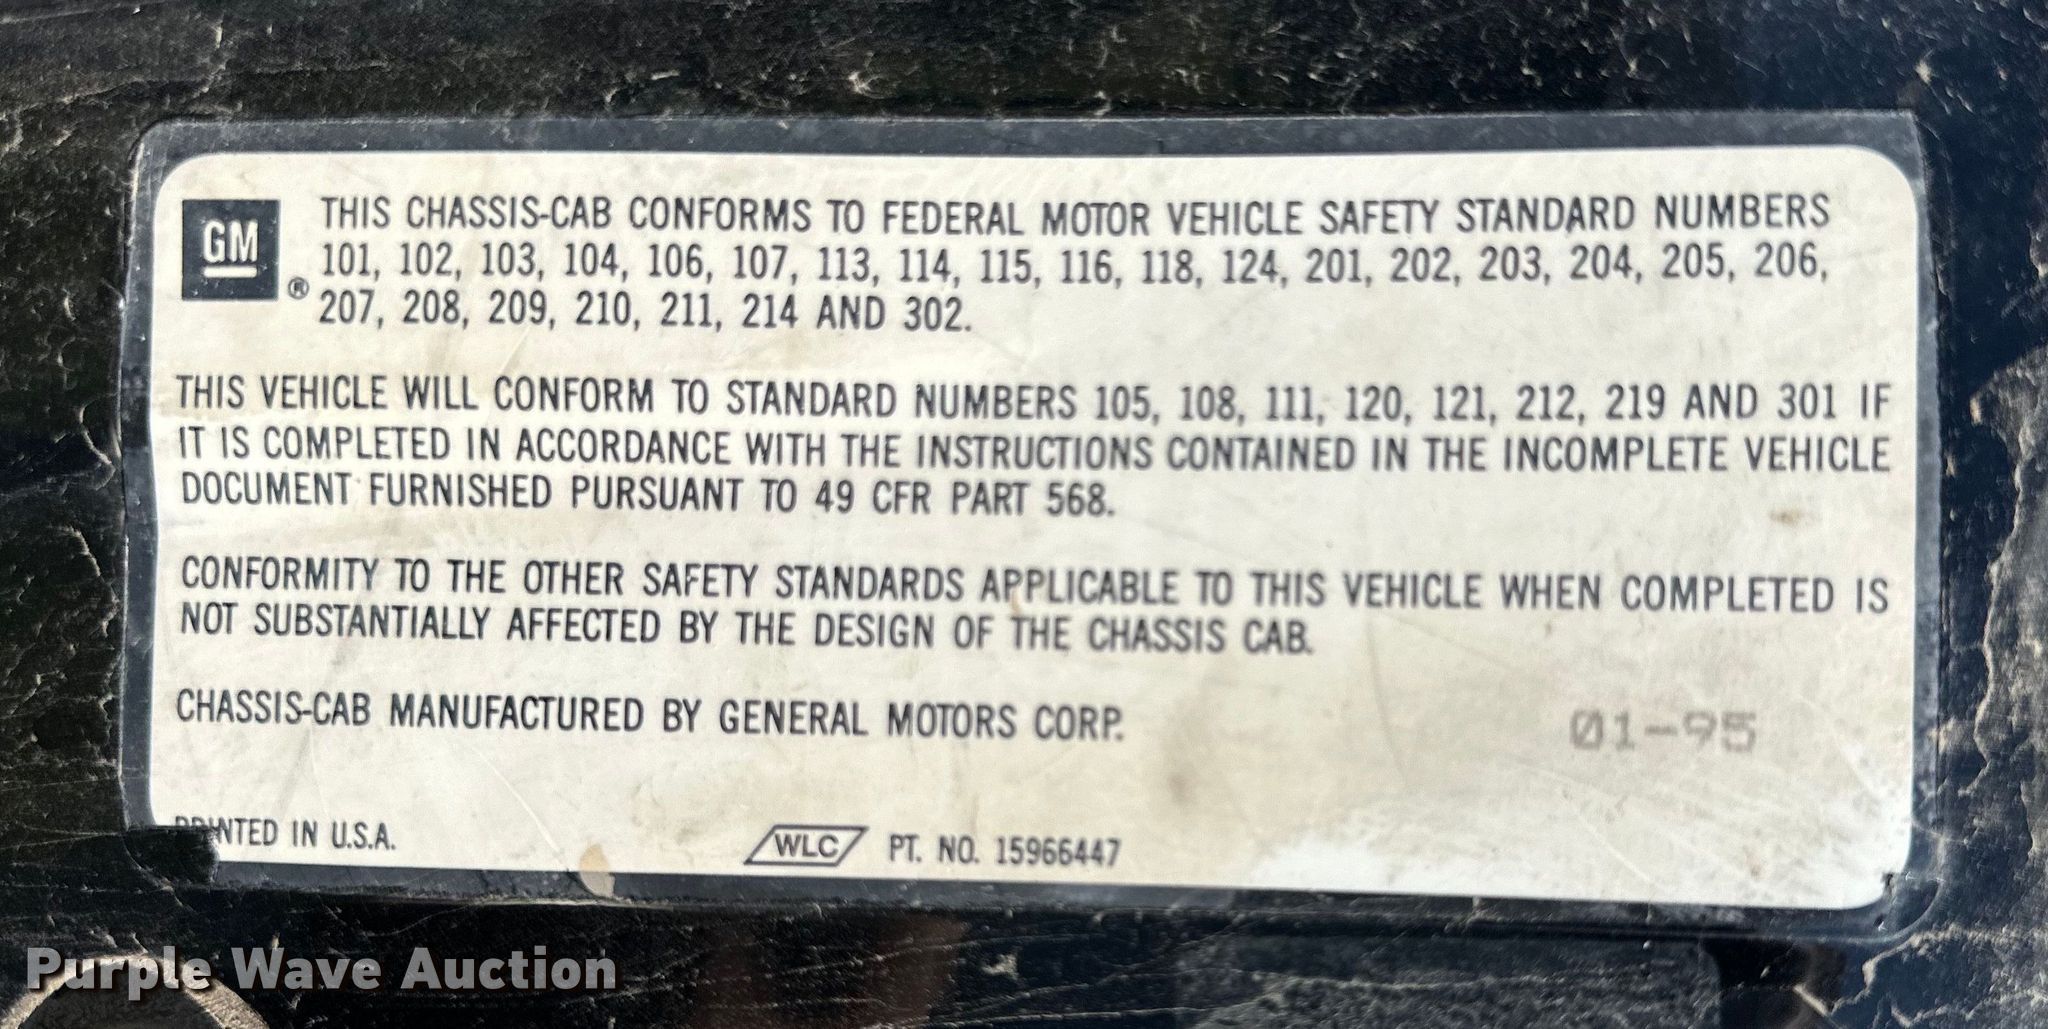 GM
®
THIS CHASSIS-CAB CONFORMS TO FEDERAL MOTOR VEHICLE SAFETY STANDARD NUMBERS
101, 102, 103, 104, 106, 107, 113, 114, 115, 116, 118, 124, 201, 202, 203, 204, 205, 206,
207, 208, 209, 210, 211, 214 AND 302.
THIS VEHICLE WILL CONFORM TO STANDARD NUMBERS 105, 108, 111, 120, 121, 212, 219 AND 301 IF
IT IS COMPLETED IN ACCORDANCE WITH THE INSTRUCTIONS CONTAINED IN THE INCOMPLETE VEHICLE
DOCUMENT FURNISHED PURSUANT TO 49 CFR PART 568.
CONFORMITY TO THE OTHER SAFETY STANDARDS APPLICABLE TO THIS VEHICLE WHEN COMPLETED IS
NOT SUBSTANTIALLY AFFECTED BY THE DESIGN OF THE CHASSIS CAB.
CHASSIS-CAB MANUFACTURED BY GENERAL MOTORS CORP.
01-95
PRINTED IN U.S.A.
WLC PT. NO. 15966447
Purple Wave Auction